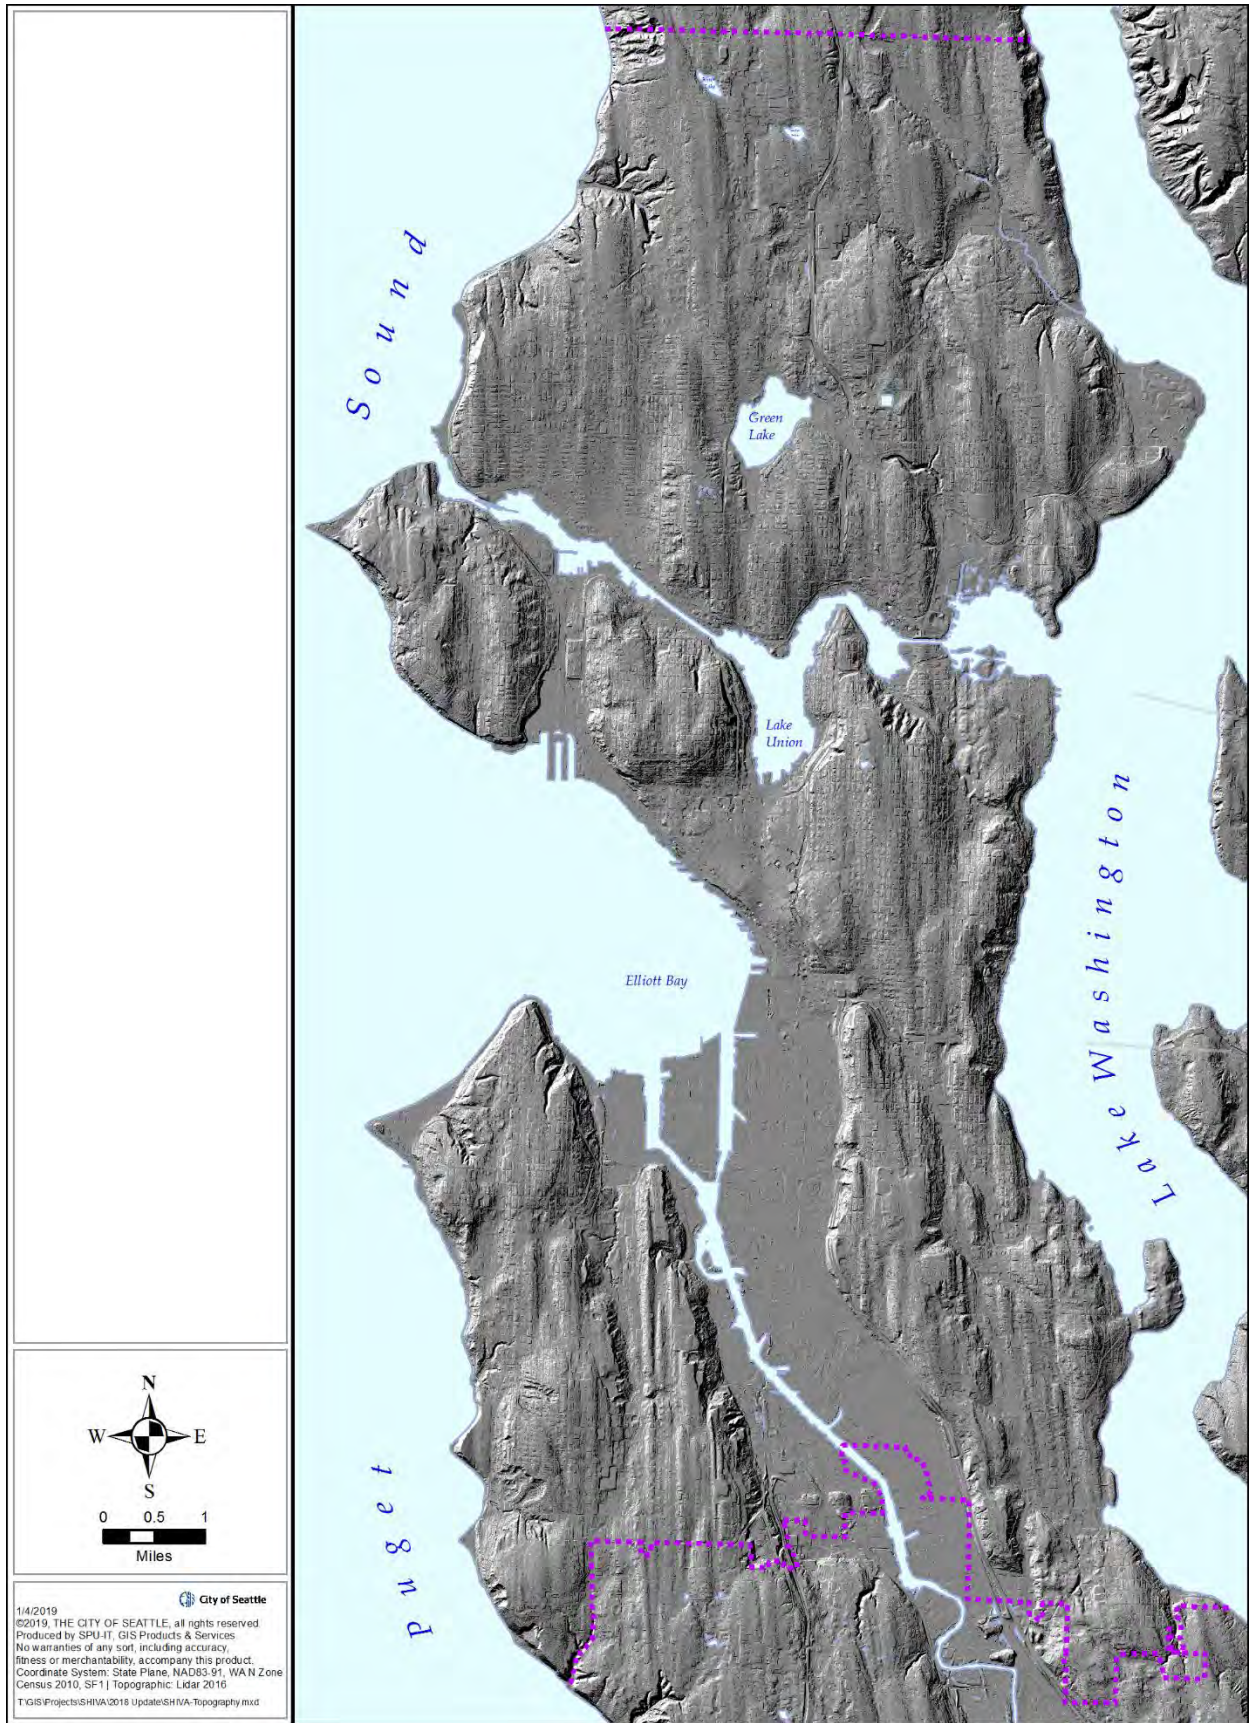 Sound
Green
Lake
Lake
Union
Lake Washington
Elliott Bay
Puget
N
W E
S
0 0.5 1
Miles
City of Seattle
1/4/2019
©2019, THE CITY OF SEATTLE, all rights reserved.
Produced by SPU-IT, GIS Products & Services
No warranties of any sort, including accuracy,
fitness or merchantability, accompany this product.
Coordinate System: State Plane, NAD83-91, WA N Zone
Census 2010, SF1 | Topographic: Lidar 2016
T:\GIS\Projects\SHIVA\2018 Update\SHIVA-Topography.mxd